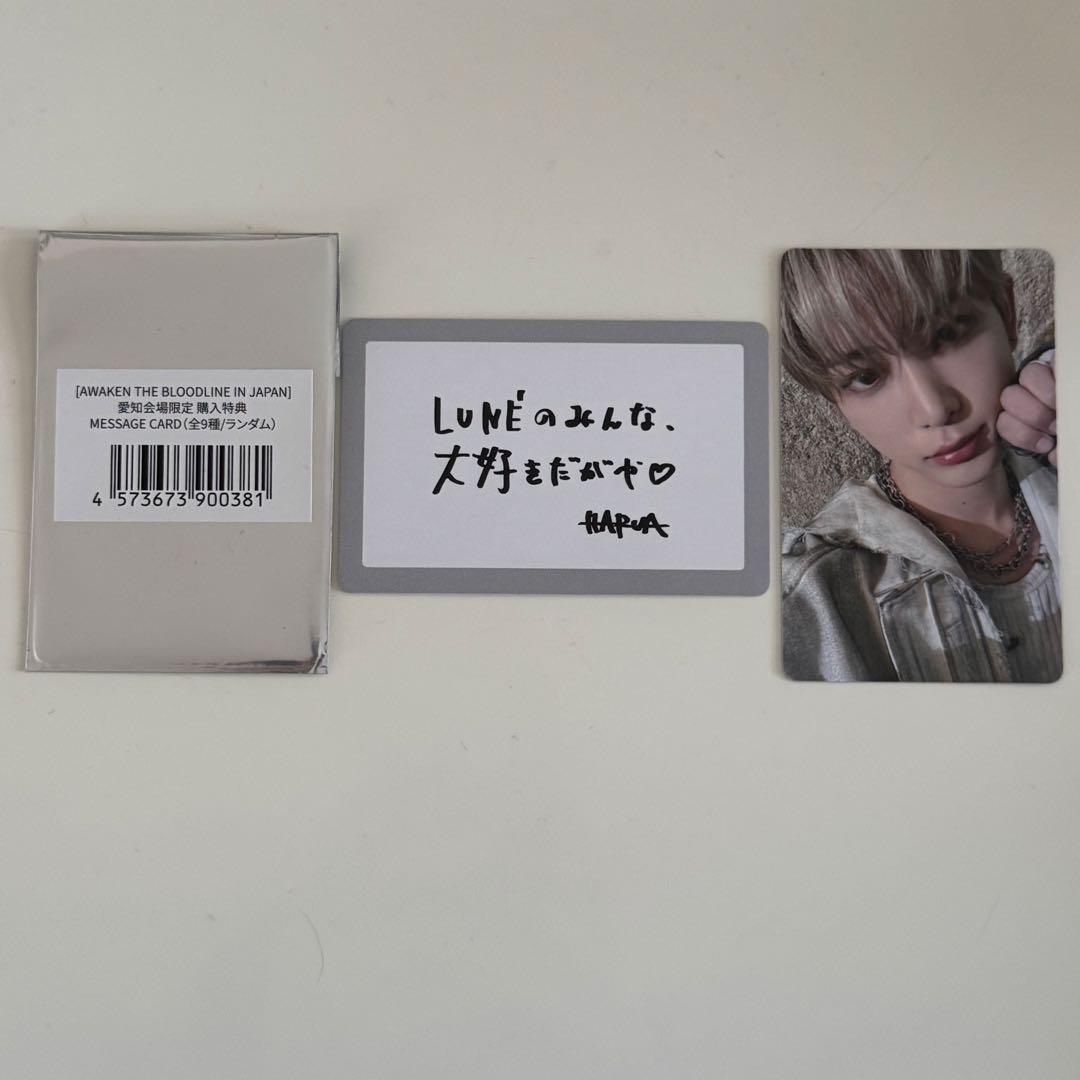 [AWAKEN THE BLOODLINE IN JAPAN]
愛知会場限定 購入特典
MESSAGE CARD（全9種/ランダム）
4 573673 900381
LUNÉのみんな、
大好きだがや♡
HARUA